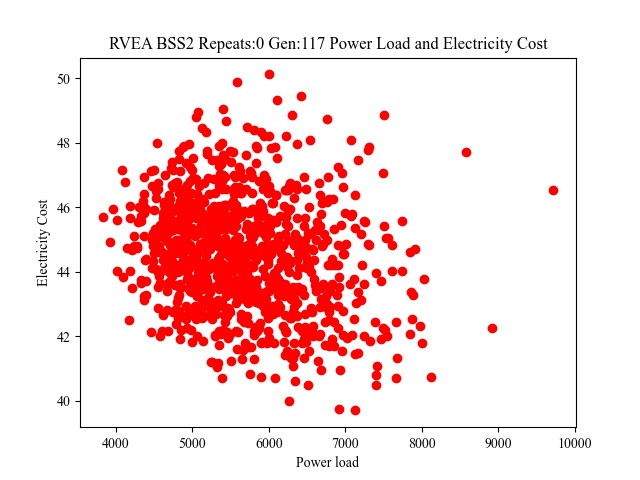 RVEA BSS2 Repeats:0 Gen:117 Power Load and Electricity Cost
50
48
46
44
42
40
Electricity Cost
4000 5000 6000 7000 8000 9000 10000
Power load